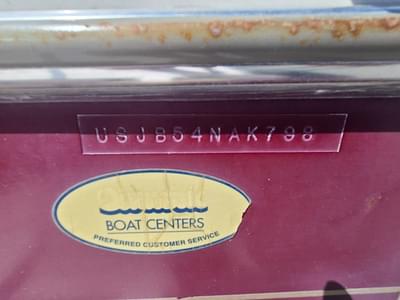 USJB54NAK798
BOAT CENTERS
PREFERRED CUSTOMER SERVICE